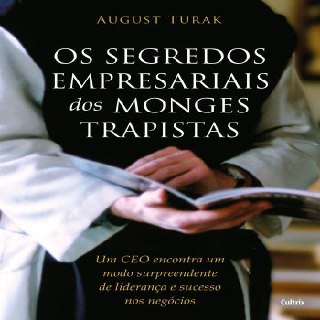 AUGUST TURAK
OS SEGREDOS
EMPRESARIAIS
dos MONGES
TRAPISTAS
Um CEO encontra um
modo surpreendente
de liderança e sucesso
nos negócios
Cultrix